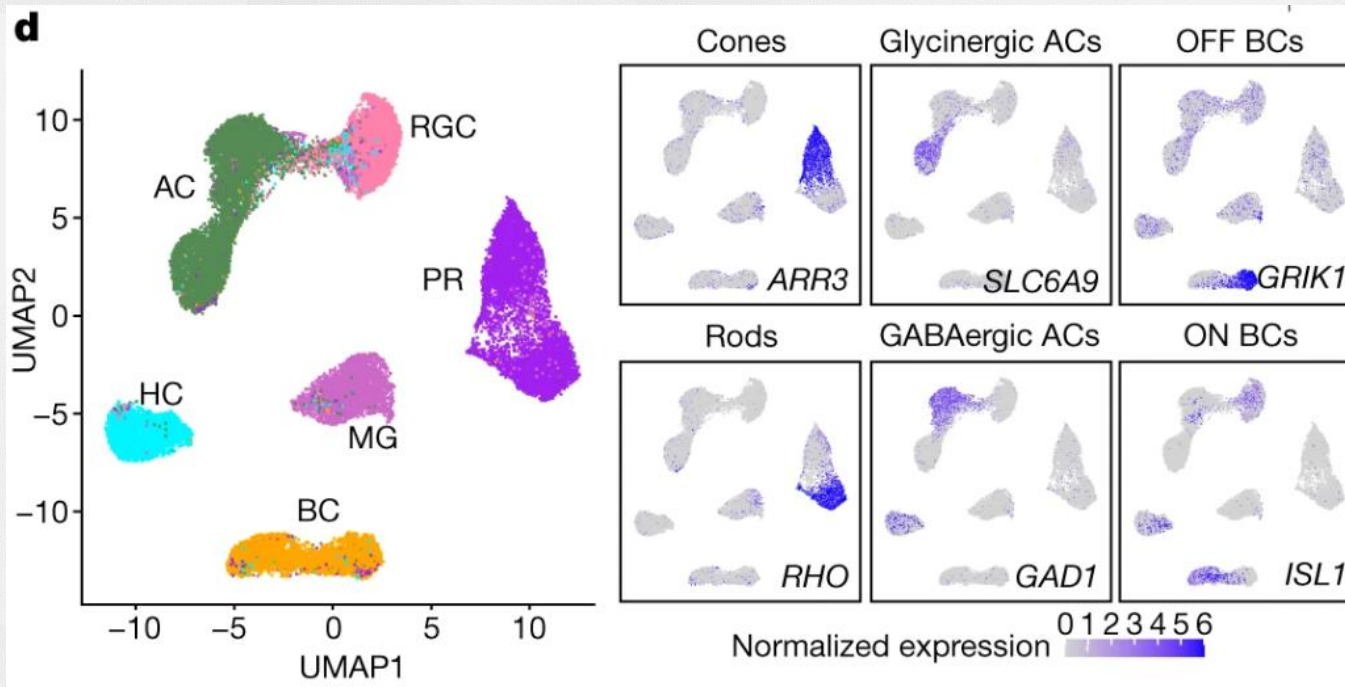 d
Cones
Glycinergic ACs
OFF BCs
10
RGC
AC
5
PR
UMAP2
0
ARR3
SLC6A9
GRIK1
Rods
GABAergic ACs
ON BCs
HC
−5
MG
−10
BC
RHO
GAD1
ISL1
−10 −5 0 5 10
UMAP1
Normalized expression
0 1 2 3 4 5 6